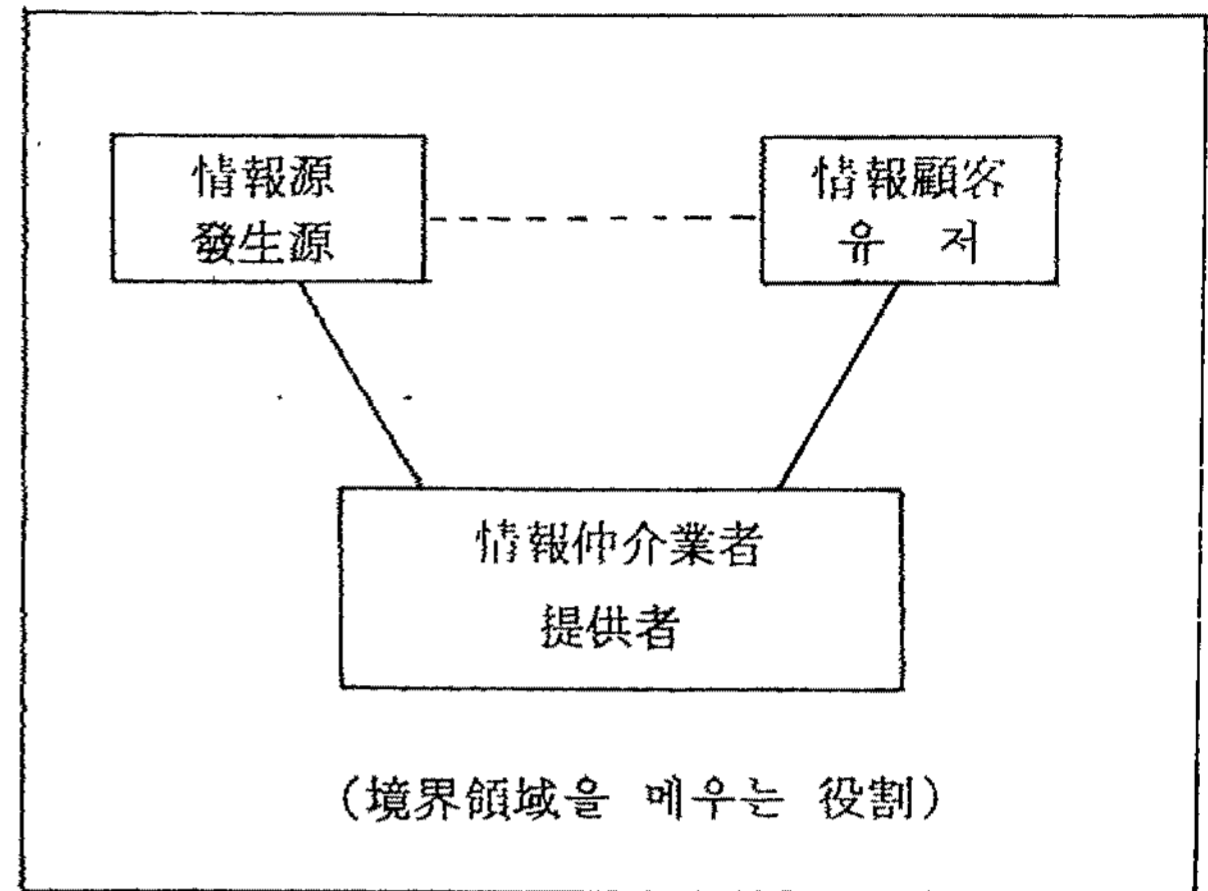 情報源
發生源
情報顧客
유 저
情報仲介業者
提供者
(境界領域을 메우는 役割)